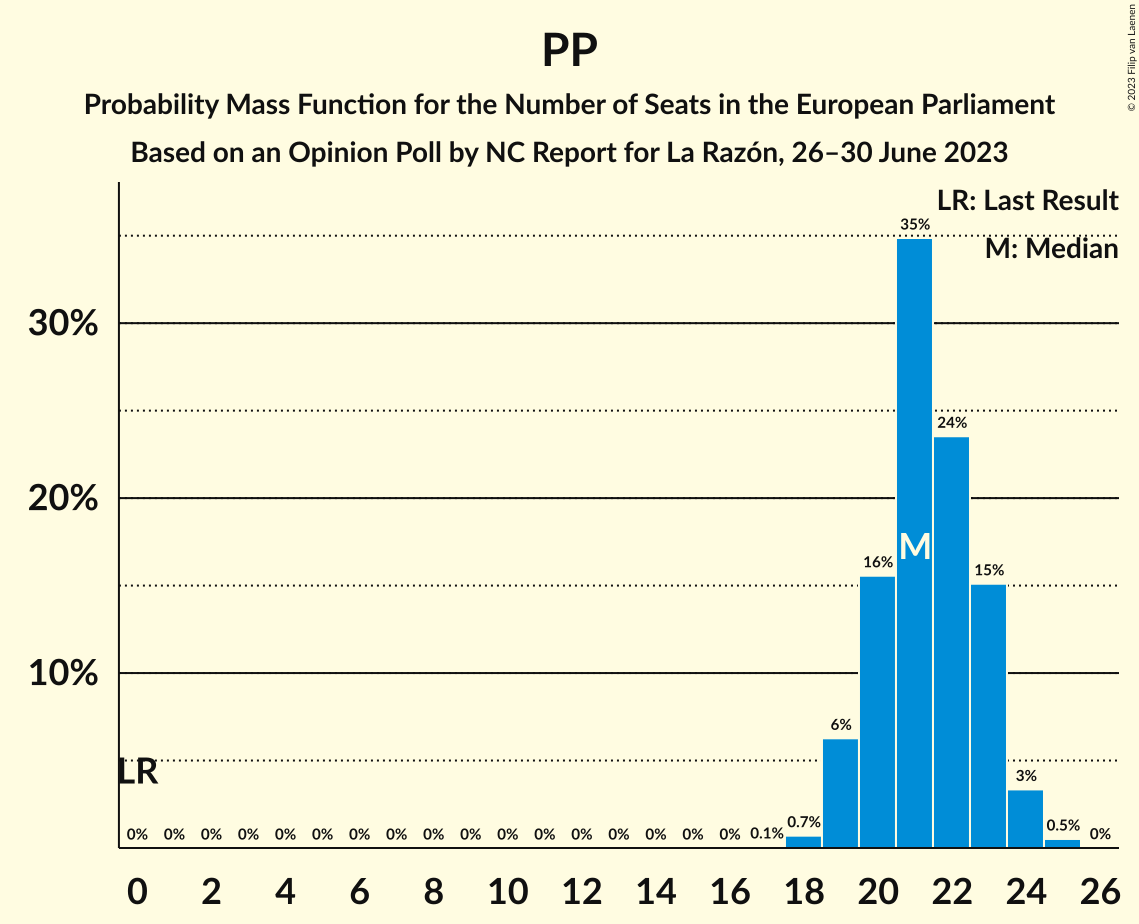 PP
Probability Mass Function for the Number of Seats in the European Parliament
Based on an Opinion Poll by NC Report for La Razón, 26–30 June 2023
© 2023 Filip van Laenen
LR: Last Result
M: Median
35%
30%
24%
20%
16%
M
15%
10%
6%
LR
3%
0% 0% 0% 0% 0% 0% 0% 0% 0% 0% 0% 0% 0% 0% 0% 0% 0% 0.1% 0.7% 0.5% 0%
0 2 4 6 8 10 12 14 16 18 20 22 24 26